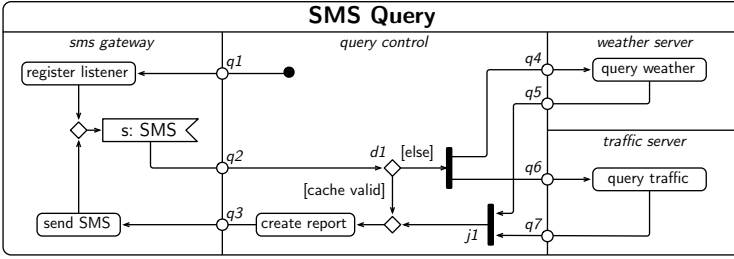 SMS Query
sms gateway
query control
weather server
q1
q4
register listener
query weather
q5
s: SMS
traffic server
d1
[else]
q2
q6
query traffic
[cache valid]
q3
q7
send SMS
create report
j1